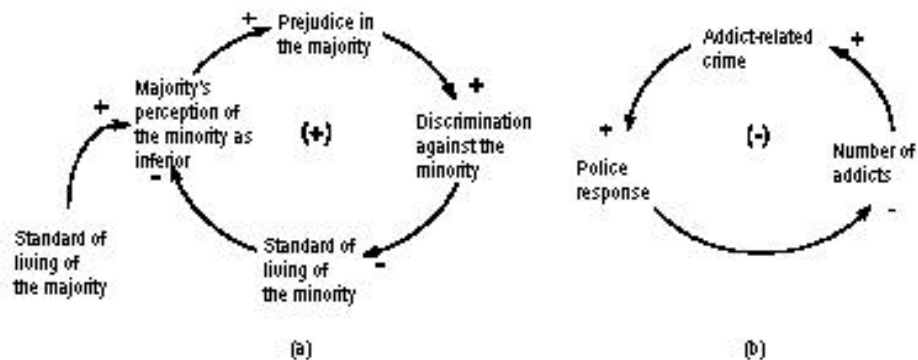 +
Prejudice in
the majority
+
Majority's
perception of
the minority as
inferior
+
(+)
Discrimination
against the
minority
-
Standard of
living of
the majority
Standard of
living of
the minority
-
(a)
Addict-related
crime
+
+
(-)
Police
response
Number of
addicts
-
(b)